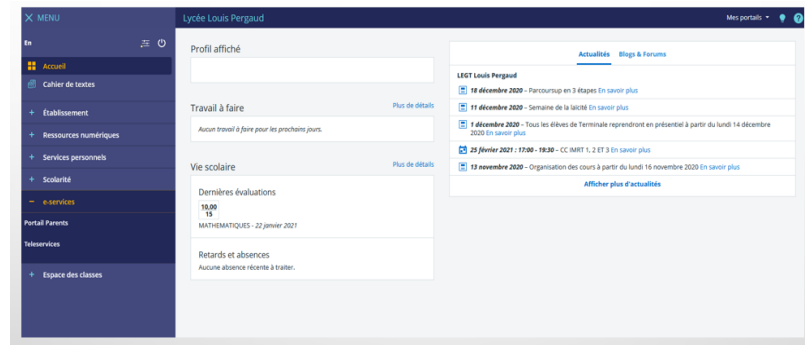 MENU
Lycée Louis Pergaud
Mes portails
En
Accueil
Cahier de textes
Établissement
Ressources numériques
Services personnels
Scolarité
e-services
Portail Parents
Teleservices
Espace des classes
Profil affiché
Travail à faire
Plus de détails
Aucun travail à faire pour les prochains jours.
Vie scolaire
Plus de détails
Dernières évaluations
10,00
15
MATHEMATIQUES - 22 janvier 2021
Retards et absences
Aucune absence récente à traiter.
Actualités Blogs & Forums
LEGT Louis Pergaud
18 décembre 2020 – Parcoursup en 3 étapes En savoir plus
11 décembre 2020 – Semaine de la laïcité En savoir plus
1 décembre 2020 – Tous les élèves de Terminale reprendront en présentiel à partir du lundi 14 décembre
2020 En savoir plus
25 février 2021 : 17:00 - 19:30 – CC IMRT 1, 2 ET 3 En savoir plus
13 novembre 2020 – Organisation des cours à partir du lundi 16 novembre 2020 En savoir plus
Afficher plus d'actualités